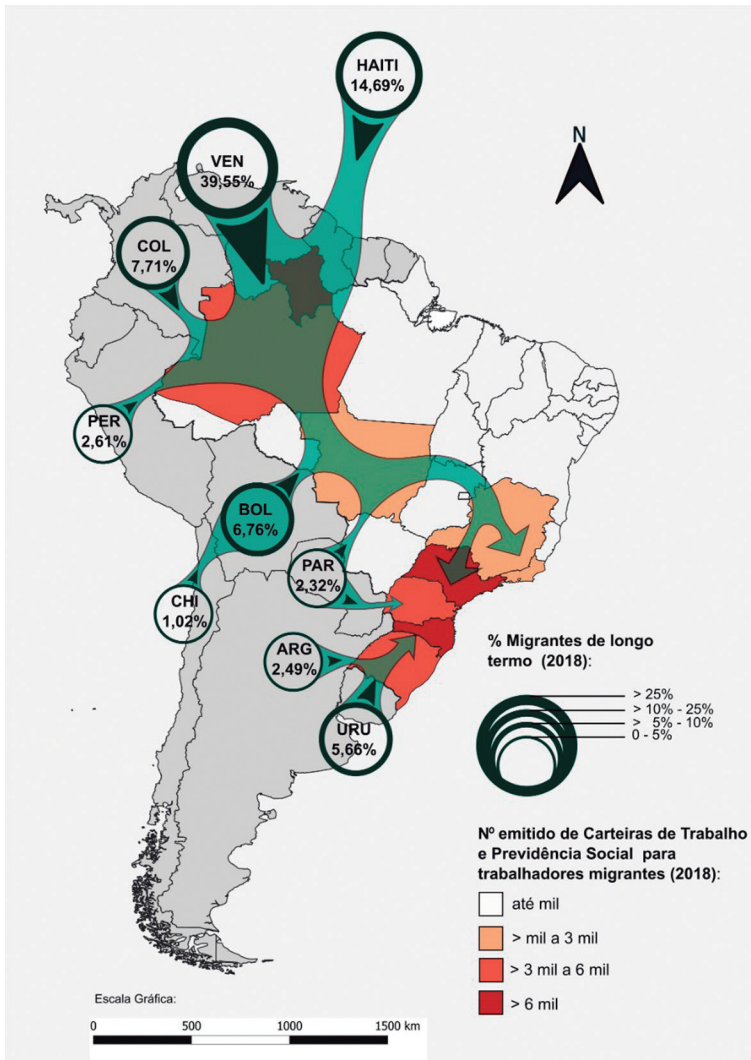 HAITI
14,69%
N
VEN
39,55%
COL
7,71%
PER
2,61%
BOL
6,76%
PAR
2,32%
CHI
1,02%
ARG
2,49%
URU
5,66%
% Migrantes de longo
termo (2018):
> 25%
> 10% - 25%
> 5% - 10%
0 - 5%
Nº emitido de Carteiras de Trabalho
e Previdência Social para
trabalhadores migrantes (2018):
até mil
> mil a 3 mil
> 3 mil a 6 mil
> 6 mil
Escala Gráfica:
0 500 1000 1500 km